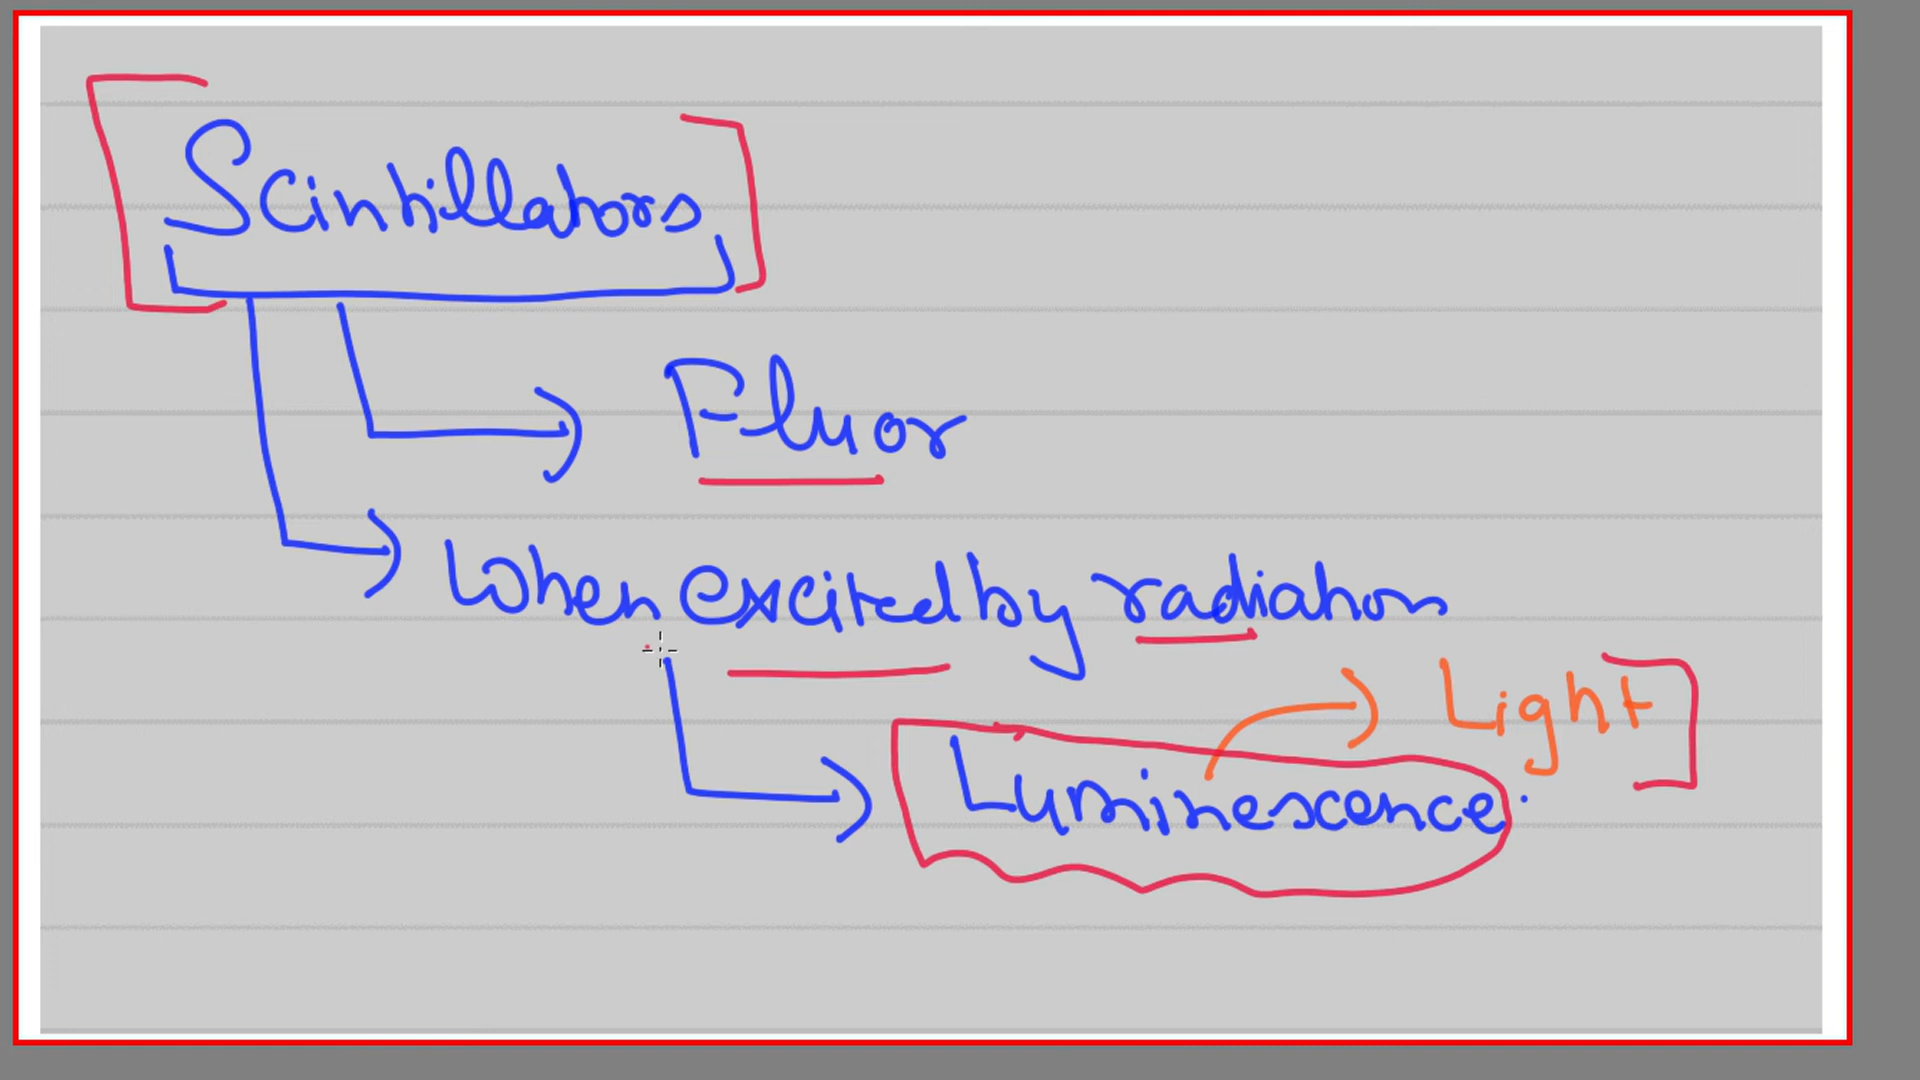 Scintillators
Fluor
When excited by radiation
Light
Luminescence.